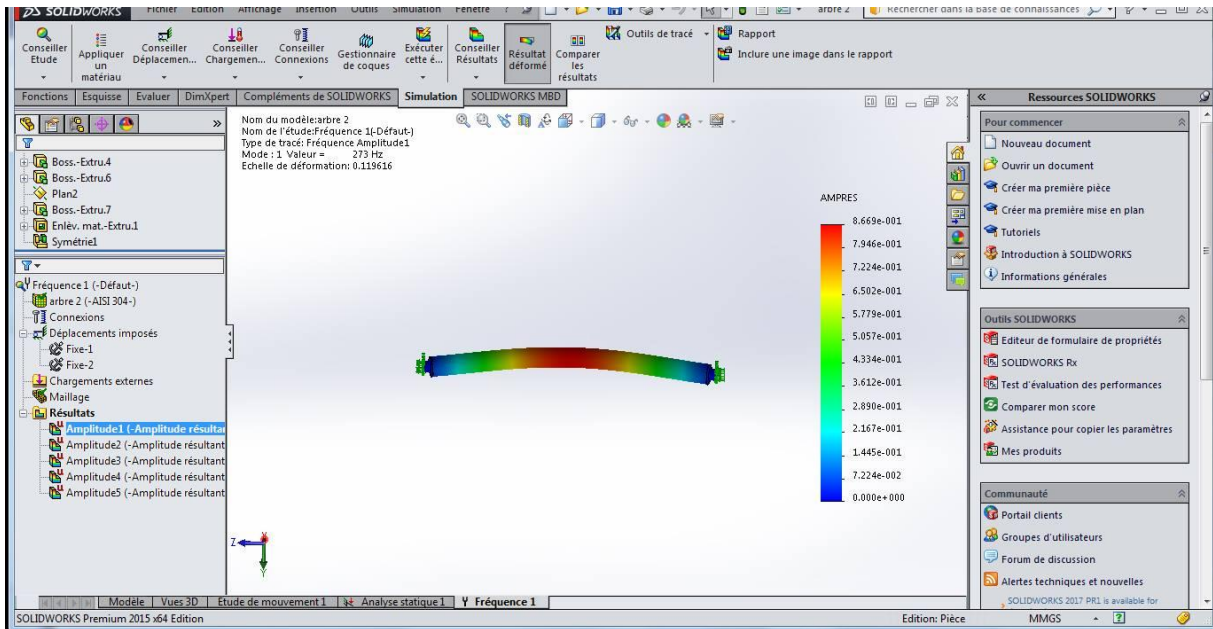 SOLIDWORKS Fichier Edition Affichage Insertion Outils Simulation Fenêtre ? arbre 2 Rechercher dans la base de connaissances
Conseiller Etude
Appliquer un matériau
Conseiller Déplacemen...
Conseiller Chargemen...
Conseiller Connexions
Gestionnaire de coques
Exécuter cette é...
Conseiller Résultats
Résultat déformé
Comparer les résultats
Outils de tracé
Rapport
Inclure une image dans le rapport
Fonctions Esquisse Evaluer DimXpert Compléments de SOLIDWORKS Simulation SOLIDWORKS MBD
Boss.-Extru.4
Boss.-Extru.6
Plan2
Boss.-Extru.7
Enlèv. mat.-Extru.1
Symétrie1
Fréquence 1 (-Défaut-)
arbre 2 (-AISI 304-)
Connexions
Déplacements imposés
Fixe-1
Fixe-2
Chargements externes
Maillage
Résultats
Amplitude1 (-Amplitude résultan
Amplitude2 (-Amplitude résultant
Amplitude3 (-Amplitude résultant
Amplitude4 (-Amplitude résultant
Amplitude5 (-Amplitude résultant
Nom du modèle:arbre 2
Nom de l'étude:Fréquence 1(-Défaut-)
Type de tracé: Fréquence Amplitude1
Mode : 1 Valeur = 273 Hz
Echelle de déformation: 0.119616
AMPRES
8.669e-001
7.946e-001
7.224e-001
6.502e-001
5.779e-001
5.057e-001
4.334e-001
3.612e-001
2.890e-001
2.167e-001
1.445e-001
7.224e-002
0.000e+000
Z
Y
Ressources SOLIDWORKS
Pour commencer
Nouveau document
Ouvrir un document
Créer ma première pièce
Créer ma première mise en plan
Tutoriels
Introduction à SOLIDWORKS
Informations générales
Outils SOLIDWORKS
Editeur de formulaire de propriétés
SOLIDWORKS Rx
Test d'évaluation des performances
Comparer mon score
Assistance pour copier les paramètres
Mes produits
Communauté
Portail clients
Groupes d'utilisateurs
Forum de discussion
Alertes techniques et nouvelles
SOLIDWORKS 2017 PR1 is available for
Modèle Vues 3D Etude de mouvement 1 Analyse statique 1 Fréquence 1
SOLIDWORKS Premium 2015 x64 Edition Edition: Pièce MMGS